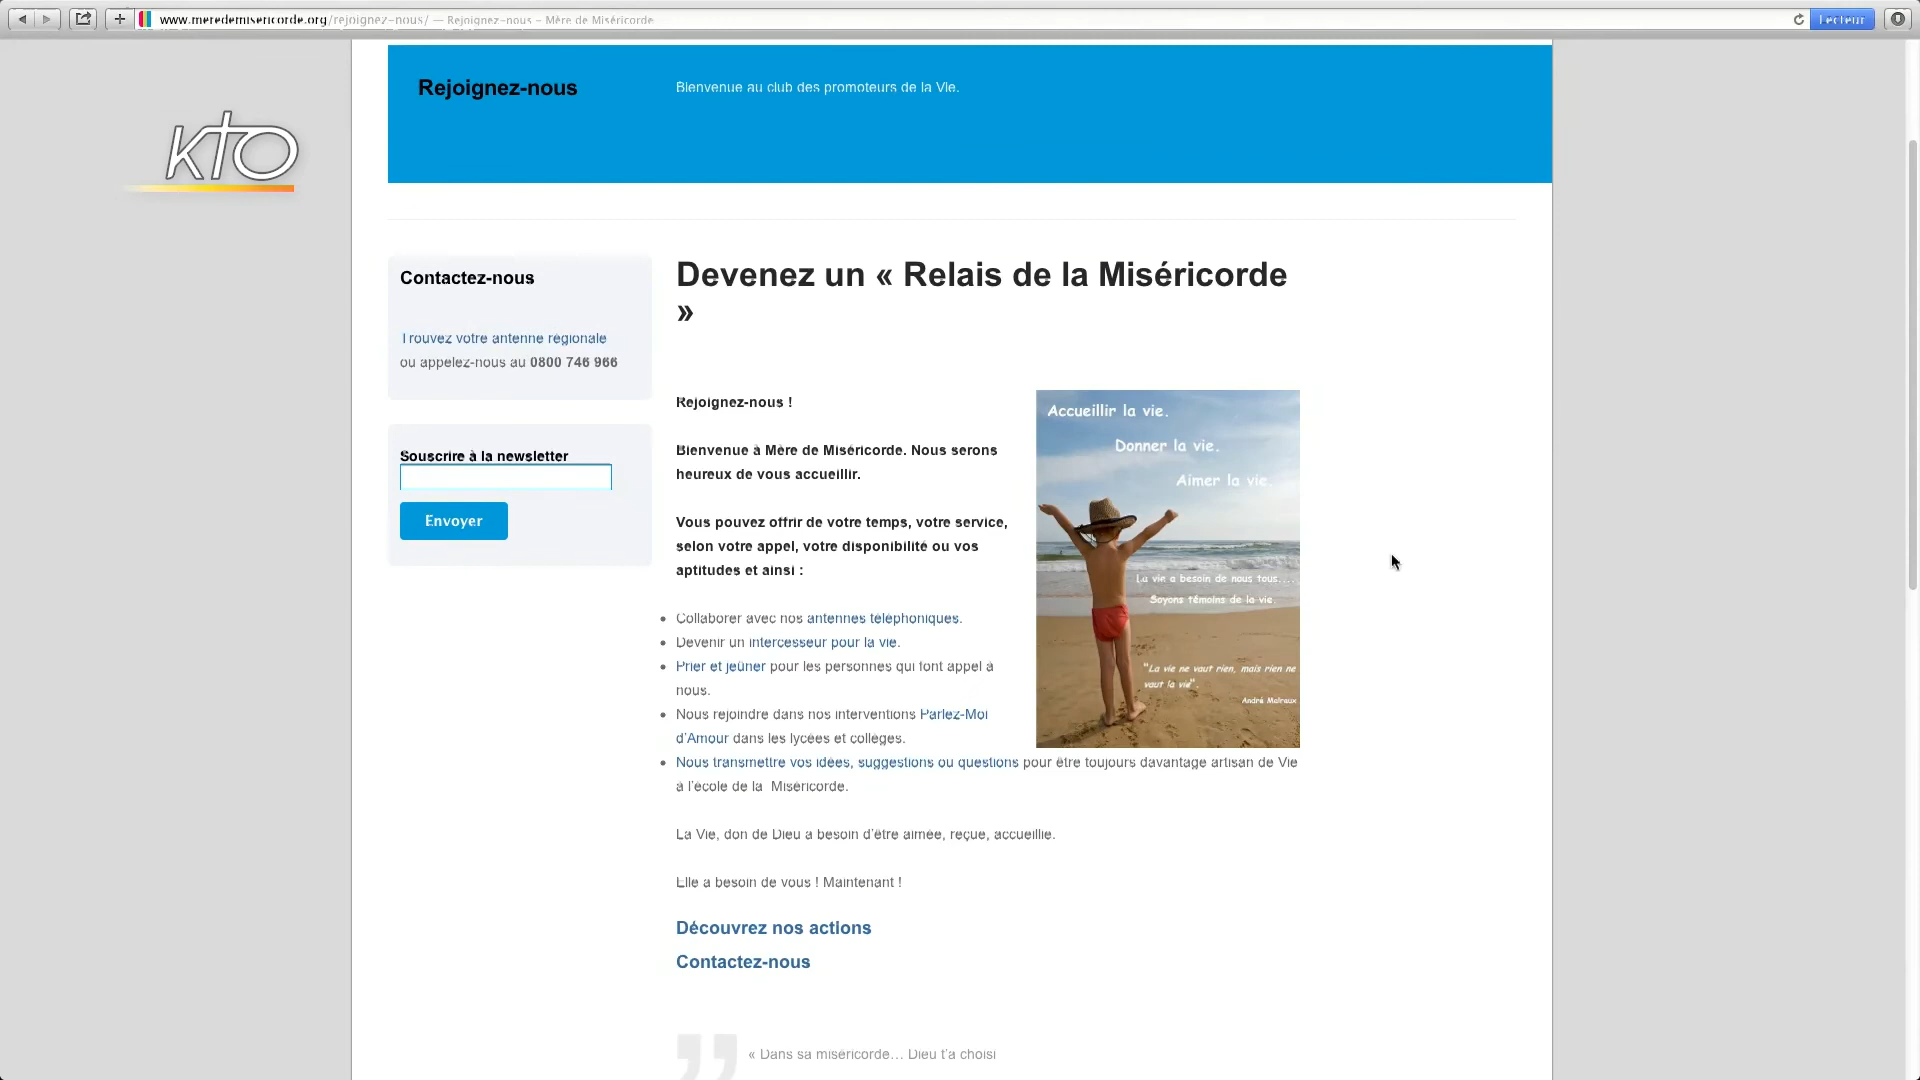 www.meredemisericorde.org/rejoignez-nous/ — Rejoignez-nous – Mère de Miséricorde
Lecteur
Rejoignez-nous
Bienvenue au club des promoteurs de la Vie.
kTO
Contactez-nous
Trouvez votre antenne régionale
ou appelez-nous au 0800 746 966
Souscrire à la newsletter
Envoyer
Devenez un « Relais de la Miséricorde
»
Rejoignez-nous !
Bienvenue à Mère de Miséricorde. Nous serons
heureux de vous accueillir.
Vous pouvez offrir de votre temps, votre service,
selon votre appel, votre disponibilité ou vos
aptitudes et ainsi :
Accueillir la vie.
Donner la vie.
Aimer la vie.
La vie a besoin de nous tous....
Soyons témoins de la vie.
"La vie ne vaut rien, mais rien ne
vaut la vie".
André Malraux
• Collaborer avec nos antennes téléphoniques.
• Devenir un intercesseur pour la vie.
• Prier et jeûner pour les personnes qui font appel à
nous.
• Nous rejoindre dans nos interventions Parlez-Moi
d'Amour dans les lycées et collèges.
• Nous transmettre vos idées, suggestions ou questions pour être toujours davantage artisan de Vie
à l'école de la Miséricorde.
La Vie, don de Dieu a besoin d'être aimée, reçue, accueillie.
Elle a besoin de vous ! Maintenant !
Découvrez nos actions
Contactez-nous
« Dans sa miséricorde… Dieu t'a choisi